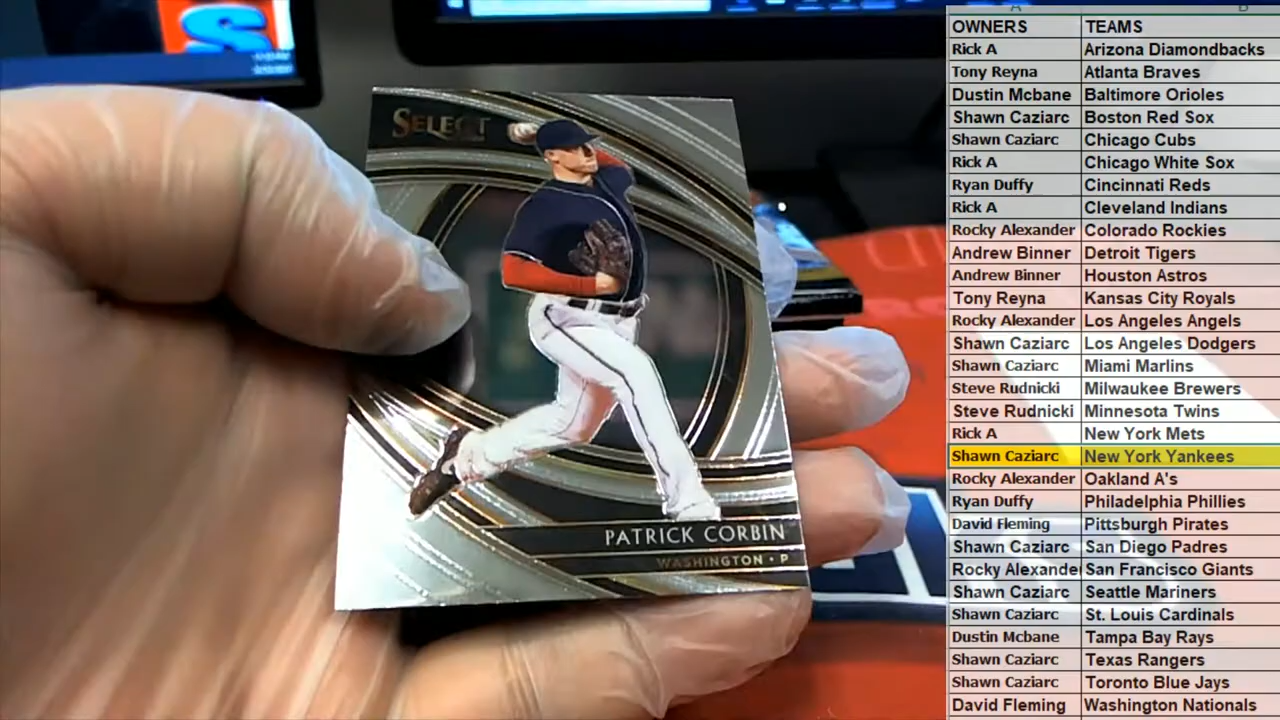 SELECT
PATRICK CORBIN
WASHINGTON • P
A B
OWNERS TEAMS
Rick A Arizona Diamondbacks
Tony Reyna Atlanta Braves
Dustin Mcbane Baltimore Orioles
Shawn Caziarc Boston Red Sox
Shawn Caziarc Chicago Cubs
Rick A Chicago White Sox
Ryan Duffy Cincinnati Reds
Rick A Cleveland Indians
Rocky Alexander Colorado Rockies
Andrew Binner Detroit Tigers
Andrew Binner Houston Astros
Tony Reyna Kansas City Royals
Rocky Alexander Los Angeles Angels
Shawn Caziarc Los Angeles Dodgers
Shawn Caziarc Miami Marlins
Steve Rudnicki Milwaukee Brewers
Steve Rudnicki Minnesota Twins
Rick A New York Mets
Shawn Caziarc New York Yankees
Rocky Alexander Oakland A's
Ryan Duffy Philadelphia Phillies
David Fleming Pittsburgh Pirates
Shawn Caziarc San Diego Padres
Rocky Alexander San Francisco Giants
Shawn Caziarc Seattle Mariners
Shawn Caziarc St. Louis Cardinals
Dustin Mcbane Tampa Bay Rays
Shawn Caziarc Texas Rangers
Shawn Caziarc Toronto Blue Jays
David Fleming Washington Nationals